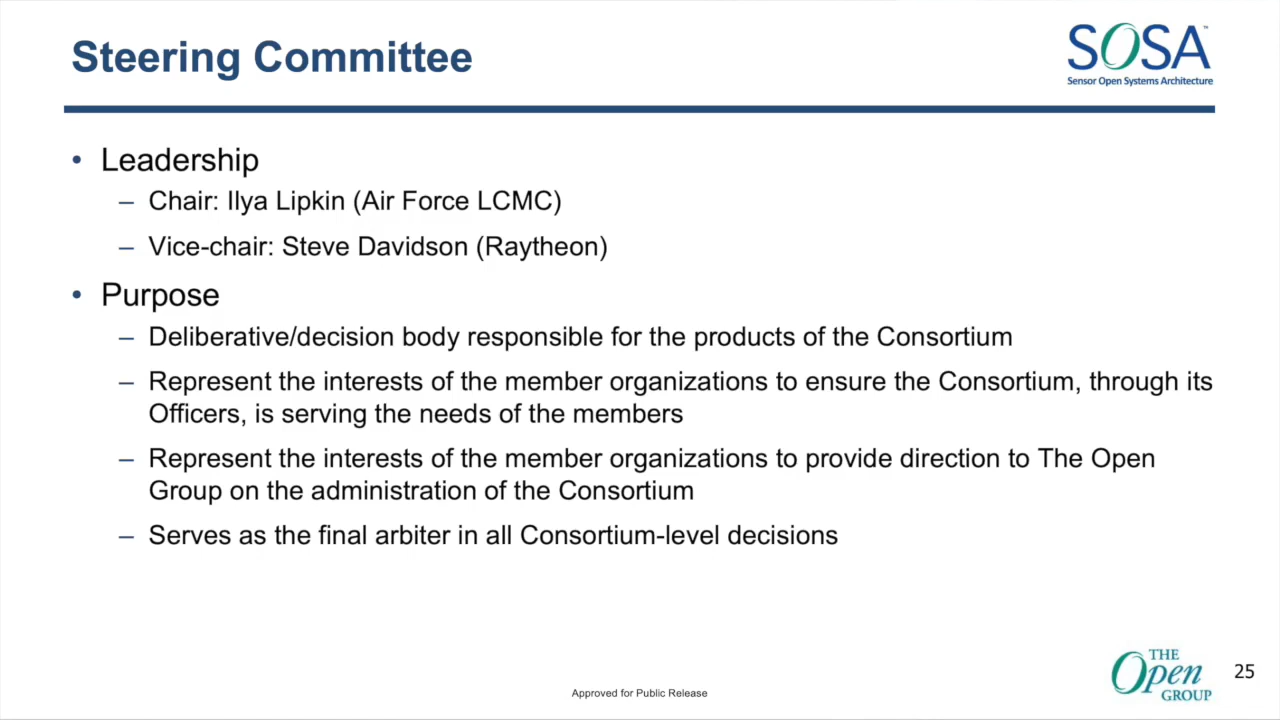 Steering Committee
SOSA™
Sensor Open Systems Architecture
• Leadership
– Chair: Ilya Lipkin (Air Force LCMC)
– Vice-chair: Steve Davidson (Raytheon)
• Purpose
– Deliberative/decision body responsible for the products of the Consortium
– Represent the interests of the member organizations to ensure the Consortium, through its
Officers, is serving the needs of the members
– Represent the interests of the member organizations to provide direction to The Open
Group on the administration of the Consortium
– Serves as the final arbiter in all Consortium-level decisions
THE
Open
GROUP
25
Approved for Public Release